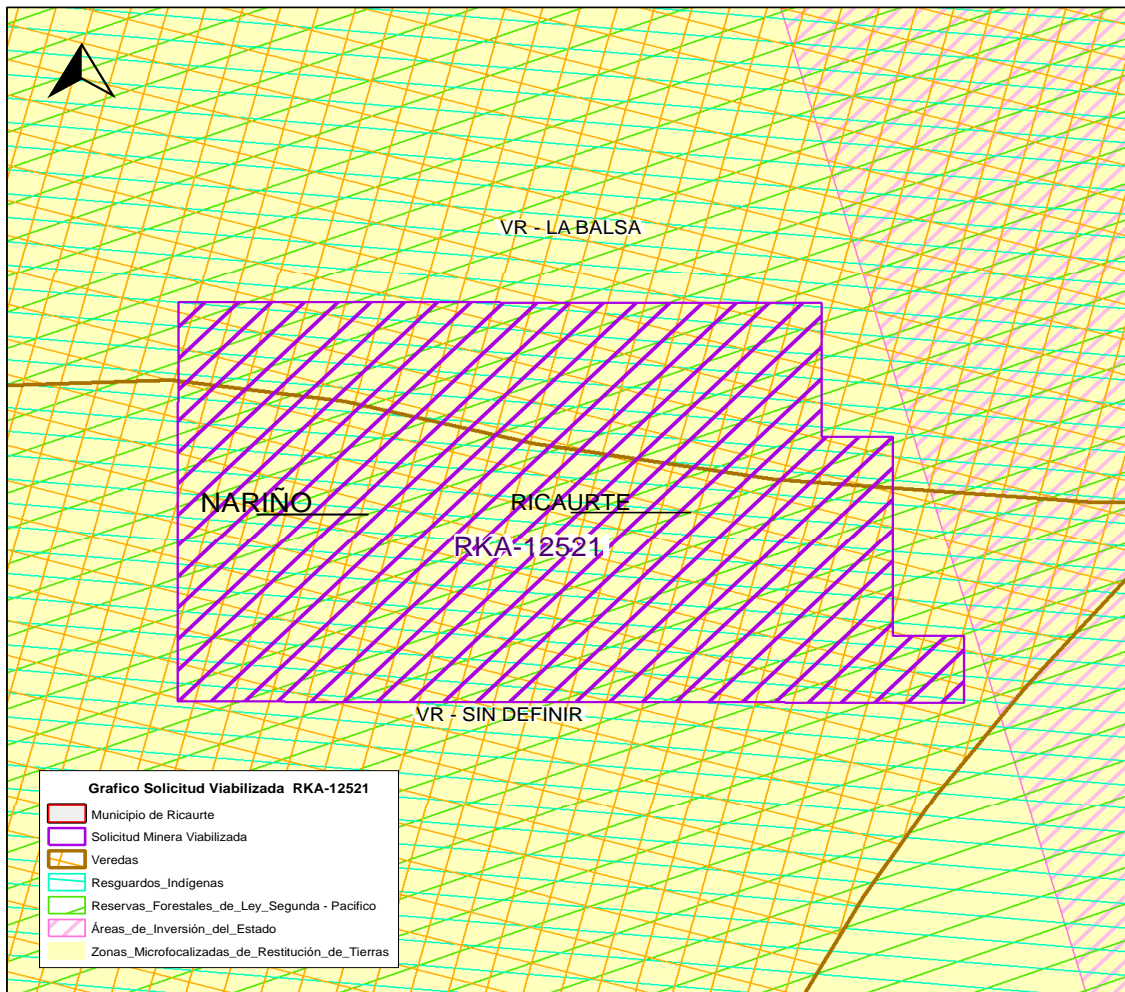 VR - LA BALSA
NARIÑO
RICAURTE
RKA-12521
VR - SIN DEFINIR
Grafico Solicitud Viabilizada RKA-12521
Municipio de Ricaurte
Solicitud Minera Viabilizada
Veredas
Resguardos_Indígenas
Reservas_Forestales_de_Ley_Segunda - Pacifico
Áreas_de_Inversión_del_Estado
Zonas_Microfocalizadas_de_Restitución_de_Tierras